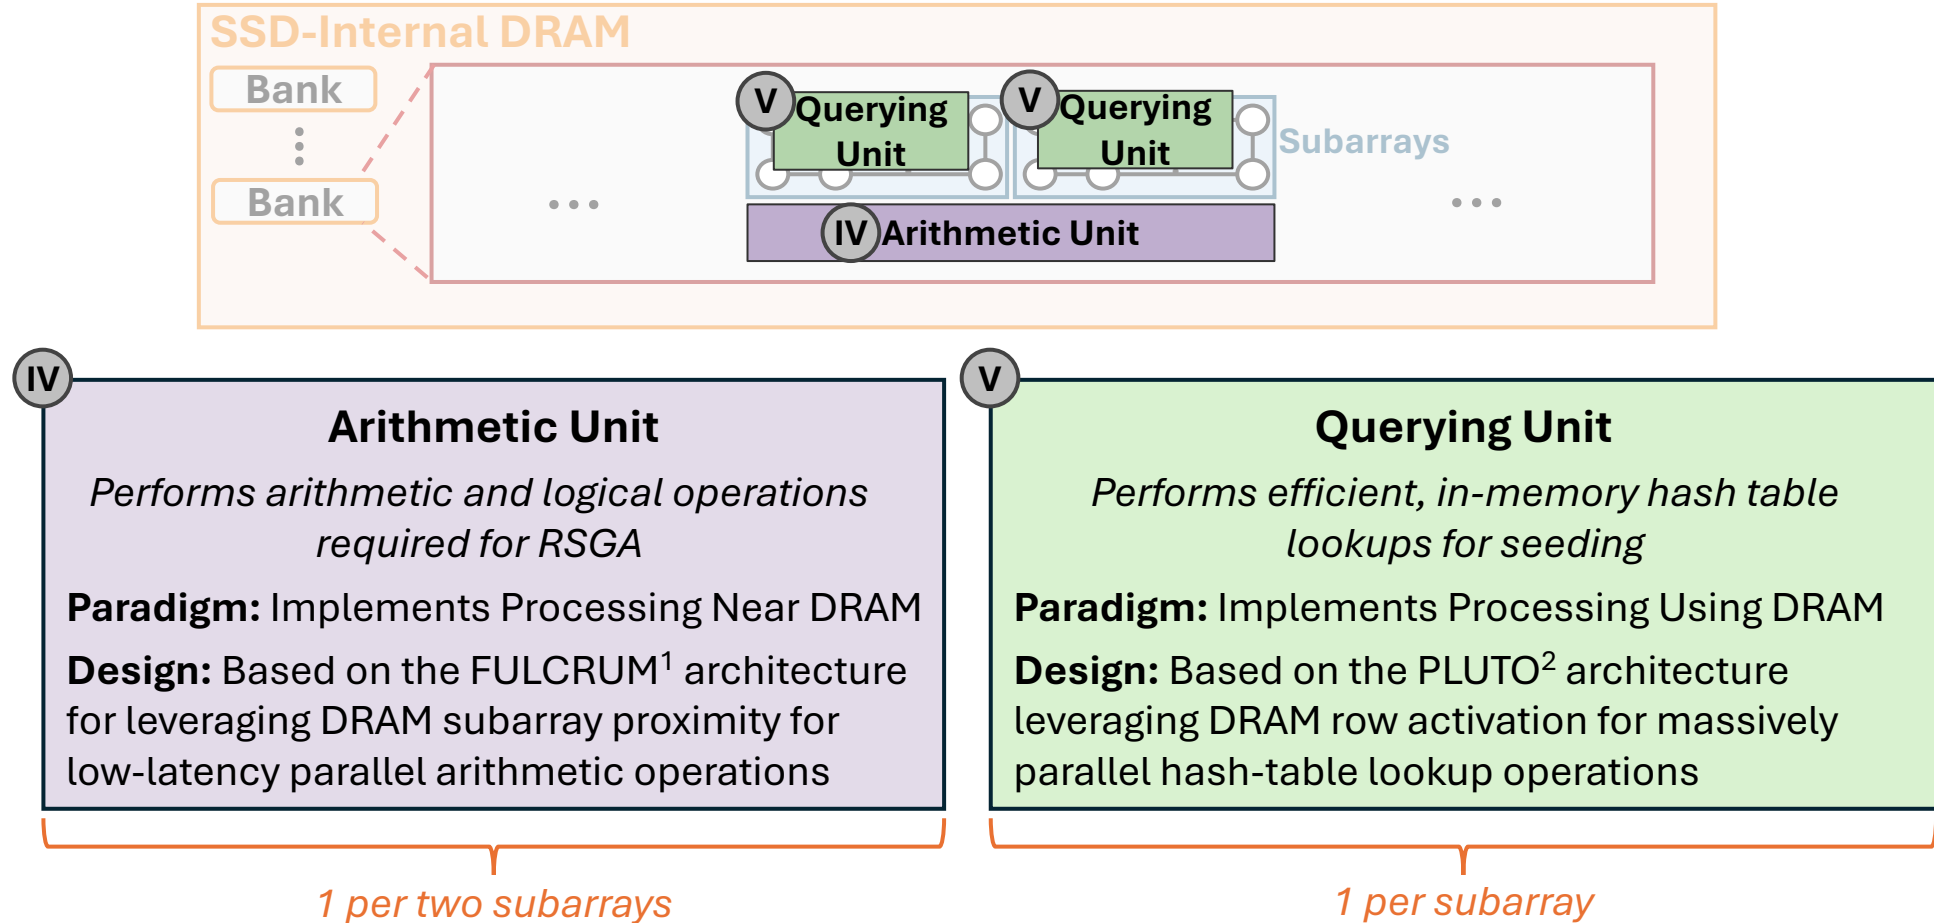 SSD-Internal DRAM
Bank
Bank
V
Querying
Unit
V
Querying
Unit
Subarrays
...
...
IV Arithmetic Unit
IV
Arithmetic Unit
Performs arithmetic and logical operations
required for RSGA
Paradigm: Implements Processing Near DRAM
Design: Based on the FULCRUM¹ architecture
for leveraging DRAM subarray proximity for
low-latency parallel arithmetic operations
1 per two subarrays
V
Querying Unit
Performs efficient, in-memory hash table
lookups for seeding
Paradigm: Implements Processing Using DRAM
Design: Based on the PLUTO² architecture
leveraging DRAM row activation for massively
parallel hash-table lookup operations
1 per subarray